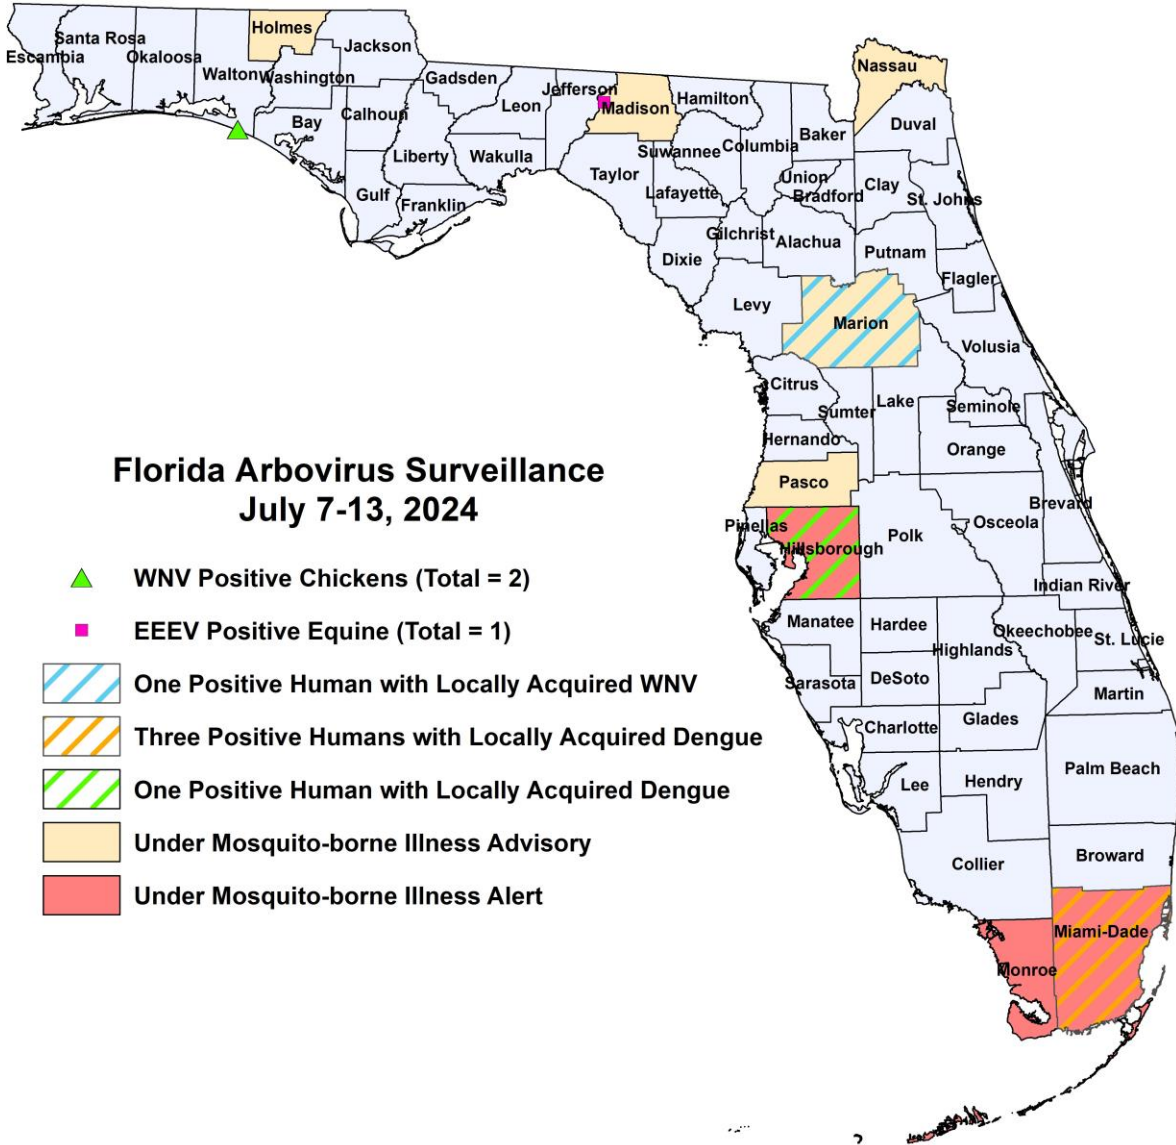 Holmes
Santa Rosa
Escambia
Okaloosa
Walton
Washington
Jackson
Gadsden
Jefferson
Leon
Madison
Hamilton
Nassau
Duval
Bay
Calhoun
Liberty
Wakulla
Gulf
Franklin
Taylor
Suwannee
Lafayette
Columbia
Baker
Union
Bradford
Clay
St. Johns
Gilchrist
Alachua
Putnam
Dixie
Flagler
Levy
Marion
Volusia
Citrus
Lake
Sumter
Seminole
Hernando
Orange
Pasco
Brevard
Osceola
Pinellas
Hillsborough
Polk
Indian River
Manatee
Hardee
Okeechobee
St. Lucie
Highlands
Sarasota
DeSoto
Martin
Charlotte
Glades
Palm Beach
Lee
Hendry
Collier
Broward
Miami-Dade
Monroe
Florida Arbovirus Surveillance
July 7-13, 2024
WNV Positive Chickens (Total = 2)
EEEV Positive Equine (Total = 1)
One Positive Human with Locally Acquired WNV
Three Positive Humans with Locally Acquired Dengue
One Positive Human with Locally Acquired Dengue
Under Mosquito-borne Illness Advisory
Under Mosquito-borne Illness Alert